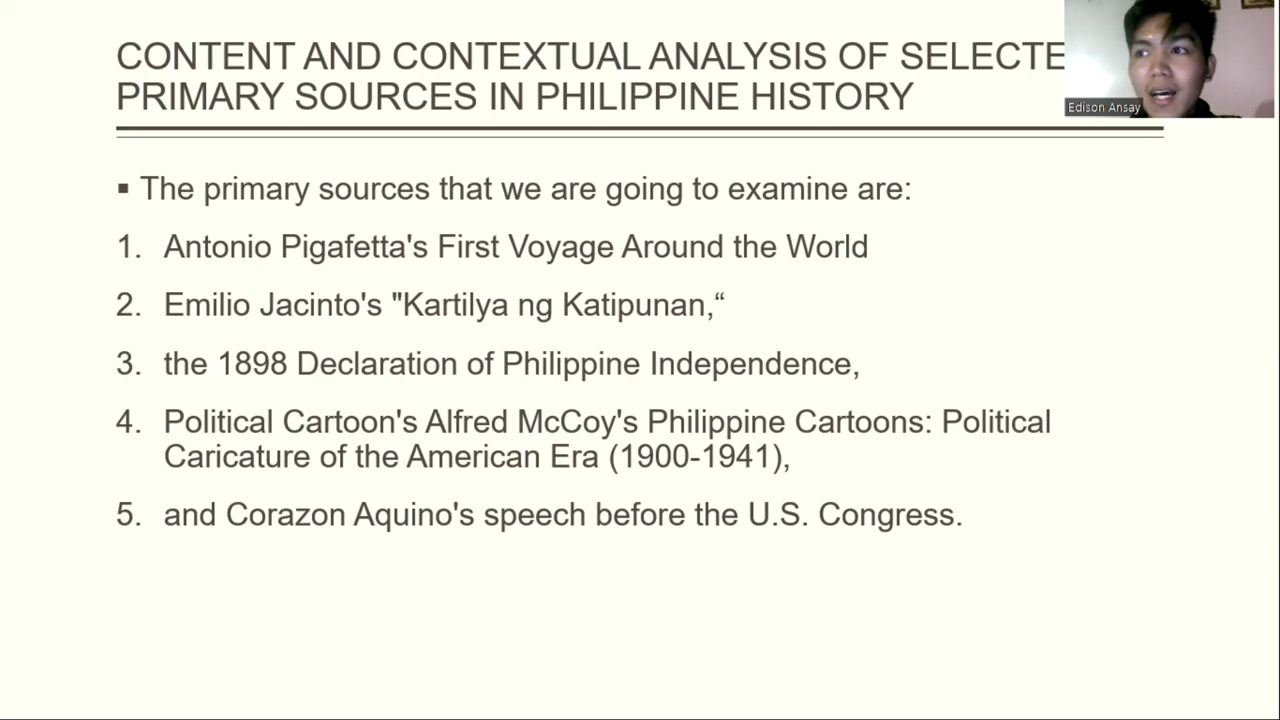 CONTENT AND CONTEXTUAL ANALYSIS OF SELECTE
PRIMARY SOURCES IN PHILIPPINE HISTORY
Edison Ansay
▪ The primary sources that we are going to examine are:
1. Antonio Pigafetta's First Voyage Around the World
2. Emilio Jacinto's "Kartilya ng Katipunan,“
3. the 1898 Declaration of Philippine Independence,
4. Political Cartoon's Alfred McCoy's Philippine Cartoons: Political
Caricature of the American Era (1900-1941),
5. and Corazon Aquino's speech before the U.S. Congress.